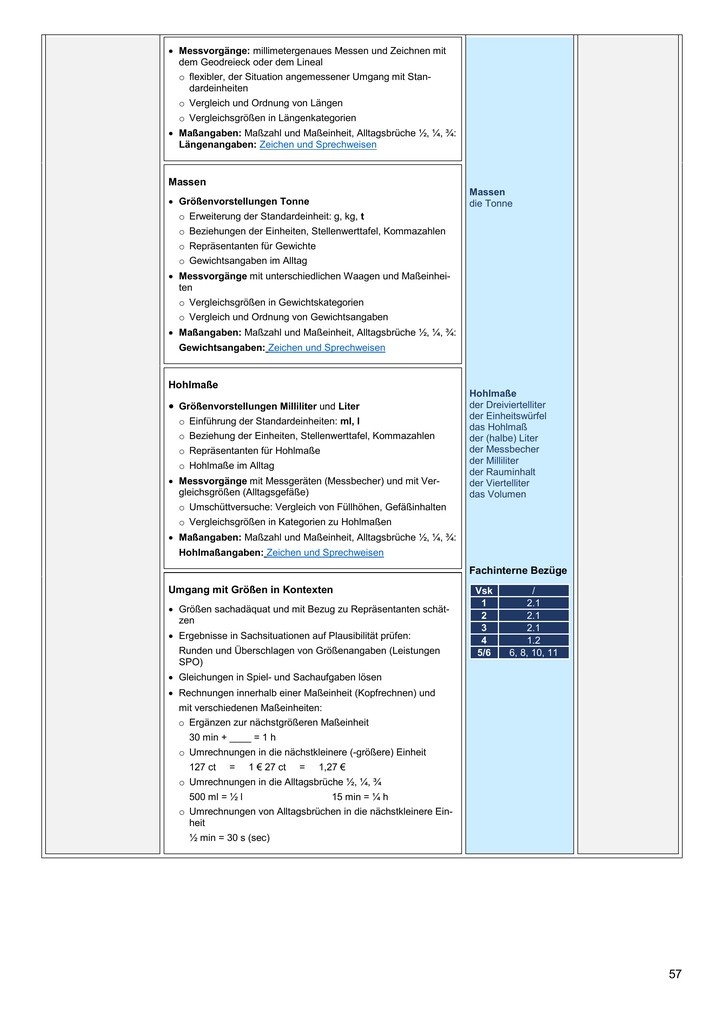 • Messvorgänge: millimetergenaues Messen und Zeichnen mit
dem Geodreieck oder dem Lineal
o flexibler, der Situation angemessener Umgang mit Stan-
dardeinheiten
o Vergleich und Ordnung von Längen
o Vergleichsgrößen in Längenkategorien
• Maßangaben: Maßzahl und Maßeinheit, Alltagsbrüche ½, ¼, ¾:
Längenangaben: Zeichen und Sprechweisen
Massen
• Größenvorstellungen Tonne
o Erweiterung der Standardeinheit: g, kg, t
o Beziehungen der Einheiten, Stellenwerttafel, Kommazahlen
o Repräsentanten für Gewichte
o Gewichtsangaben im Alltag
• Messvorgänge mit unterschiedlichen Waagen und Maßeinhei-
ten
o Vergleichsgrößen in Gewichtskategorien
o Vergleich und Ordnung von Gewichtsangaben
• Maßangaben: Maßzahl und Maßeinheit, Alltagsbrüche ½, ¼, ¾:
Gewichtsangaben: Zeichen und Sprechweisen
Massen
die Tonne
Hohlmaße
• Größenvorstellungen Milliliter und Liter
o Einführung der Standardeinheiten: ml, l
o Beziehung der Einheiten, Stellenwerttafel, Kommazahlen
o Repräsentanten für Hohlmaße
o Hohlmaße im Alltag
• Messvorgänge mit Messgeräten (Messbecher) und mit Ver-
gleichsgrößen (Alltagsgefäße)
o Umschüttversuche: Vergleich von Füllhöhen, Gefäßinhalten
o Vergleichsgrößen in Kategorien zu Hohlmaßen
• Maßangaben: Maßzahl und Maßeinheit, Alltagsbrüche ½, ¼, ¾:
Hohlmaßangaben: Zeichen und Sprechweisen
Hohlmaße
der Dreiviertelliter
der Einheitswürfel
das Hohlmaß
der (halbe) Liter
der Messbecher
der Milliliter
der Rauminhalt
der Viertelliter
das Volumen
Umgang mit Größen in Kontexten
• Größen sachadäquat und mit Bezug zu Repräsentanten schät-
zen
• Ergebnisse in Sachsituationen auf Plausibilität prüfen:
Runden und Überschlagen von Größenangaben (Leistungen
SPO)
• Gleichungen in Spiel- und Sachaufgaben lösen
• Rechnungen innerhalb einer Maßeinheit (Kopfrechnen) und
mit verschiedenen Maßeinheiten:
o Ergänzen zur nächstgrößeren Maßeinheit
30 min + ____ = 1 h
o Umrechnungen in die nächstkleinere (-größere) Einheit
127 ct = 1 € 27 ct = 1,27 €
o Umrechnungen in die Alltagsbrüche ½, ¼, ¾
500 ml = ½ l 15 min = ¼ h
o Umrechnungen von Alltagsbrüchen in die nächstkleinere Ein-
heit
½ min = 30 s (sec)
Fachinterne Bezüge
Vsk /
1 2.1
2 2.1
3 2.1
4 1.2
5/6 6, 8, 10, 11
57